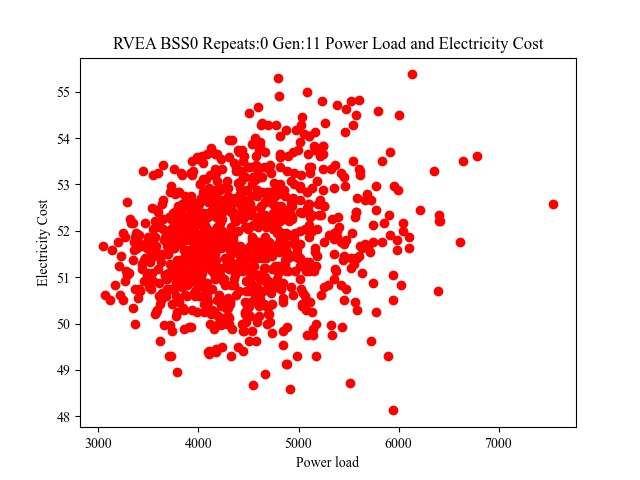 RVEA BSS0 Repeats:0 Gen:11 Power Load and Electricity Cost
55
54
53
52
51
50
49
48
Electricity Cost
3000 4000 5000 6000 7000
Power load